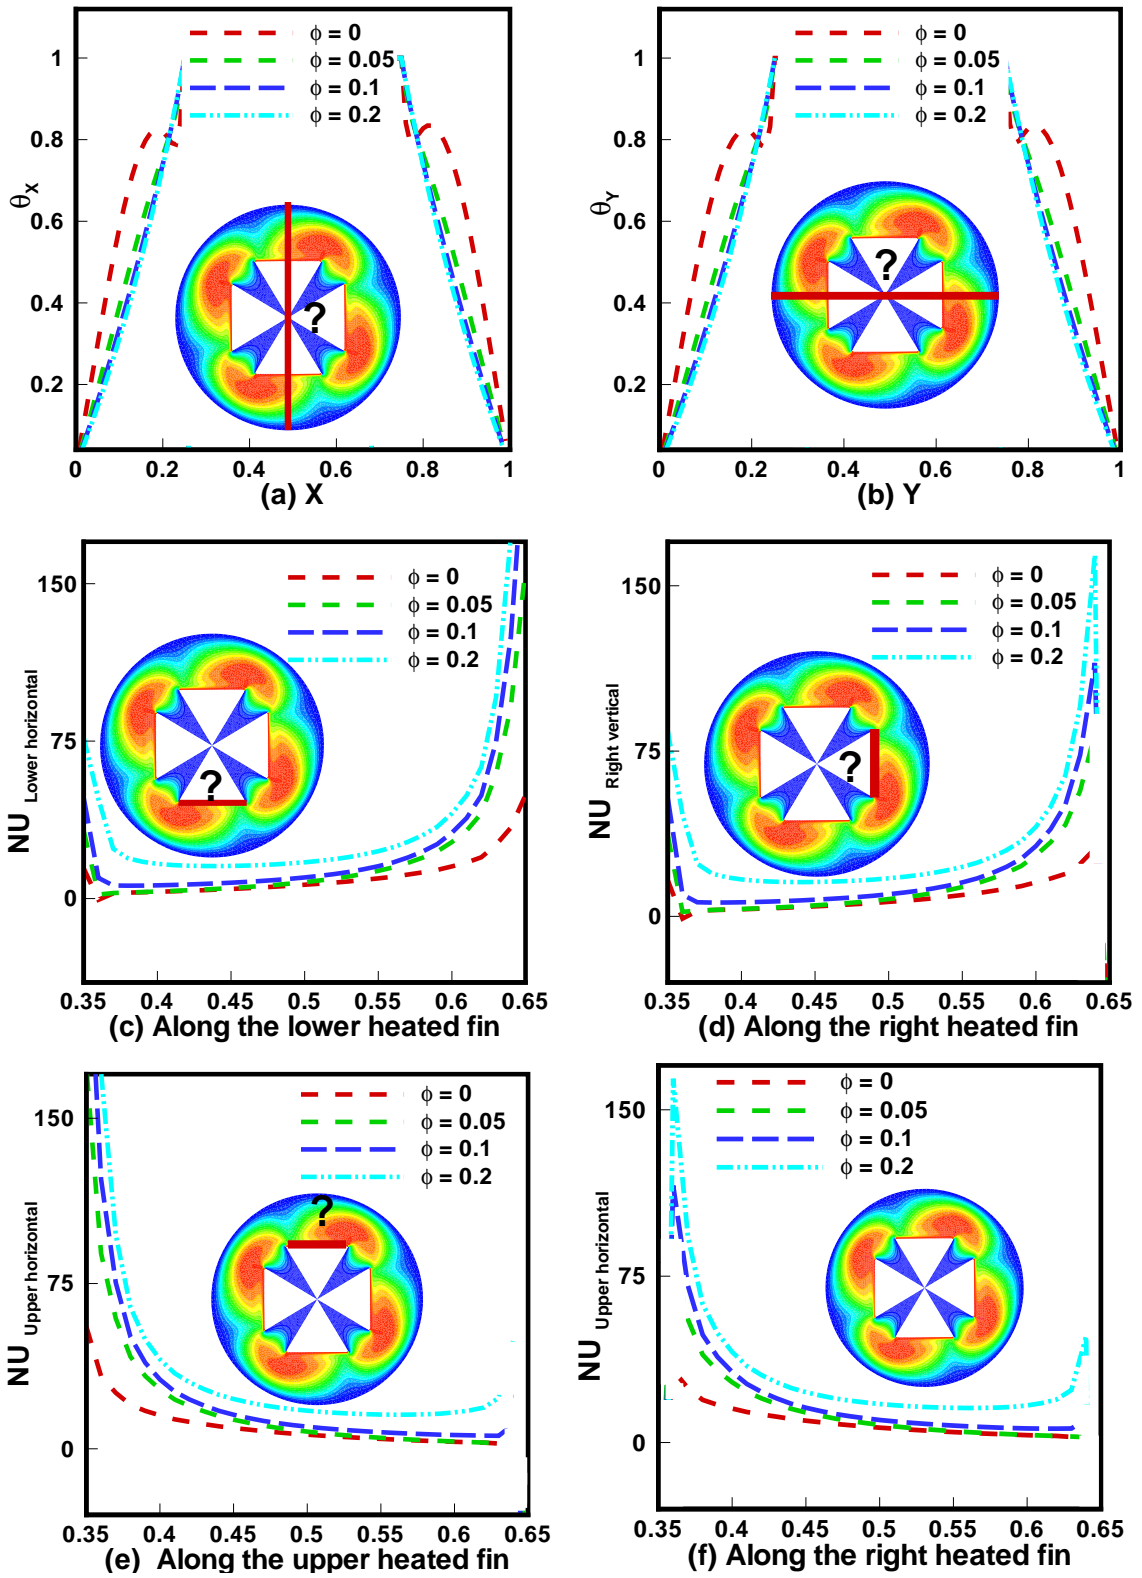 ϕ = 0
ϕ = 0.05
ϕ = 0.1
ϕ = 0.2
1
0.8
0.6
0.4
0.2
θX
?
0 0.2 0.4 0.6 0.8 1
(a) X
ϕ = 0
ϕ = 0.05
ϕ = 0.1
ϕ = 0.2
1
0.8
0.6
0.4
0.2
θY
?
0 0.2 0.4 0.6 0.8 1
(b) Y
ϕ = 0
ϕ = 0.05
ϕ = 0.1
ϕ = 0.2
150
75
0
NU Lower horizontal
?
0.35 0.4 0.45 0.5 0.55 0.6 0.65
(c) Along the lower heated fin
ϕ = 0
ϕ = 0.05
ϕ = 0.1
ϕ = 0.2
150
75
0
NU Right vertical
?
0.35 0.4 0.45 0.5 0.55 0.6 0.65
(d) Along the right heated fin
ϕ = 0
ϕ = 0.05
ϕ = 0.1
ϕ = 0.2
150
75
0
NU Upper horizontal
?
0.35 0.4 0.45 0.5 0.55 0.6 0.65
(e) Along the upper heated fin
ϕ = 0
ϕ = 0.05
ϕ = 0.1
ϕ = 0.2
150
75
0
NU Upper horizontal
0.35 0.4 0.45 0.5 0.55 0.6 0.65
(f) Along the right heated fin